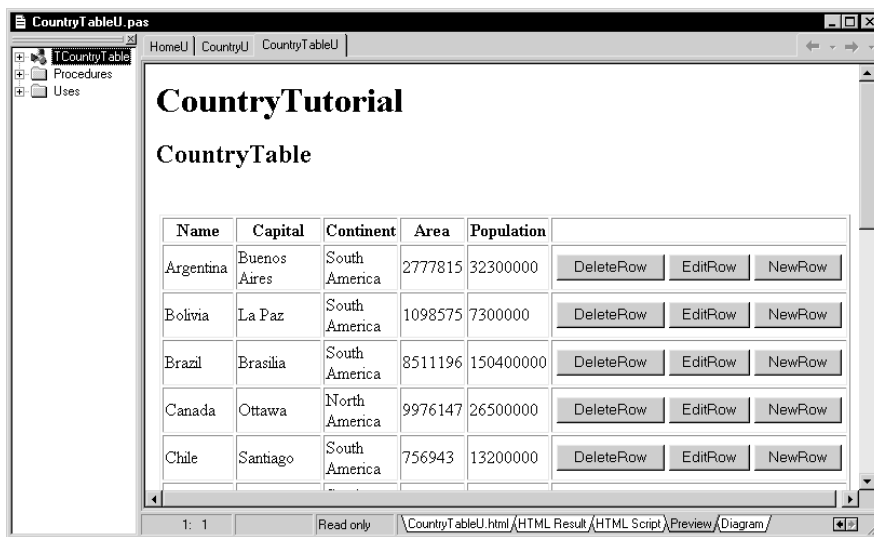 CountryTableU.pas
TCountryTable
Procedures
Uses
HomeU CountryU CountryTableU
CountryTutorial
CountryTable
Name Capital Continent Area Population
Argentina Buenos Aires South America 2777815 32300000 DeleteRow EditRow NewRow
Bolivia La Paz South America 1098575 7300000 DeleteRow EditRow NewRow
Brazil Brasilia South America 8511196 150400000 DeleteRow EditRow NewRow
Canada Ottawa North America 9976147 26500000 DeleteRow EditRow NewRow
Chile Santiago South America 756943 13200000 DeleteRow EditRow NewRow
1: 1 Read only CountryTableU.html HTML Result HTML Script Preview Diagram